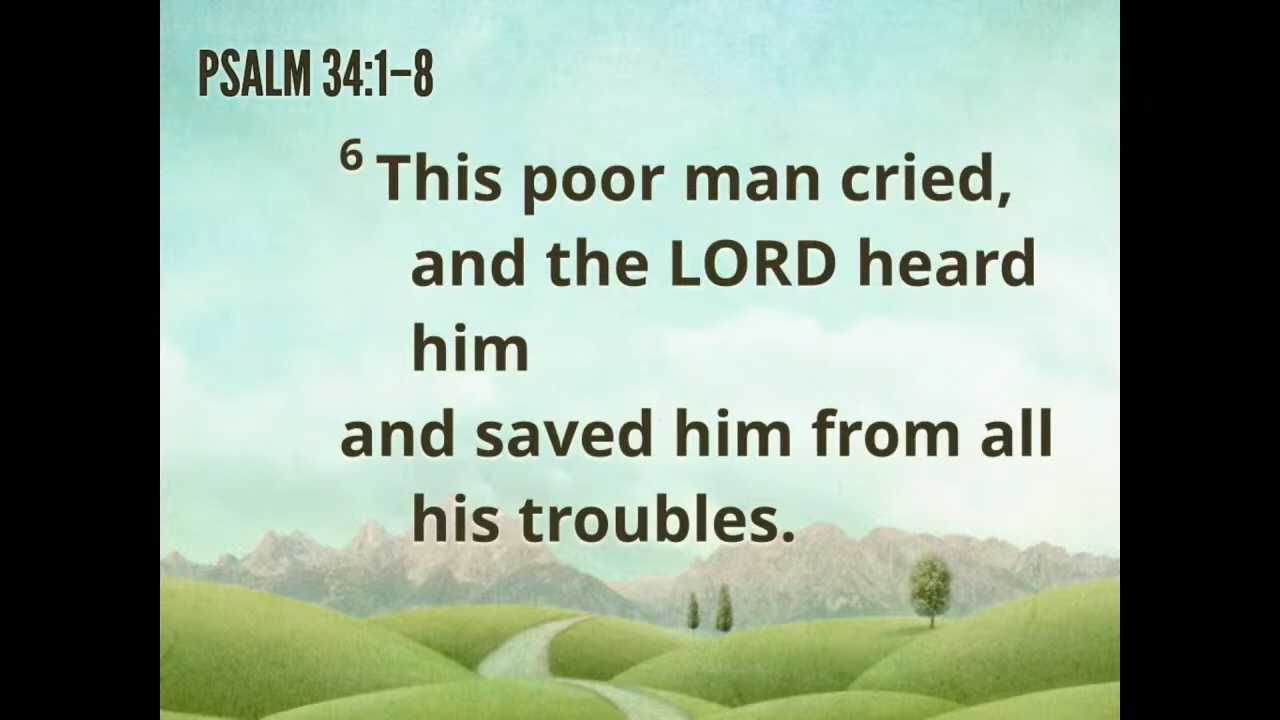 PSALM 34:1–8
6 This poor man cried,
and the LORD heard
him
and saved him from all
his troubles.